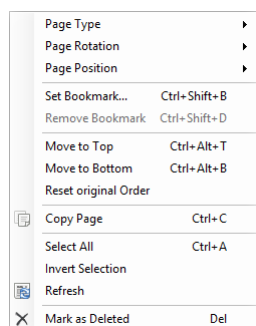 Page Type
Page Rotation
Page Position
Set Bookmark... Ctrl+Shift+B
Remove Bookmark Ctrl+Shift+D
Move to Top Ctrl+Alt+T
Move to Bottom Ctrl+Alt+B
Reset original Order
Copy Page Ctrl+C
Select All Ctrl+A
Invert Selection
Refresh
Mark as Deleted Del